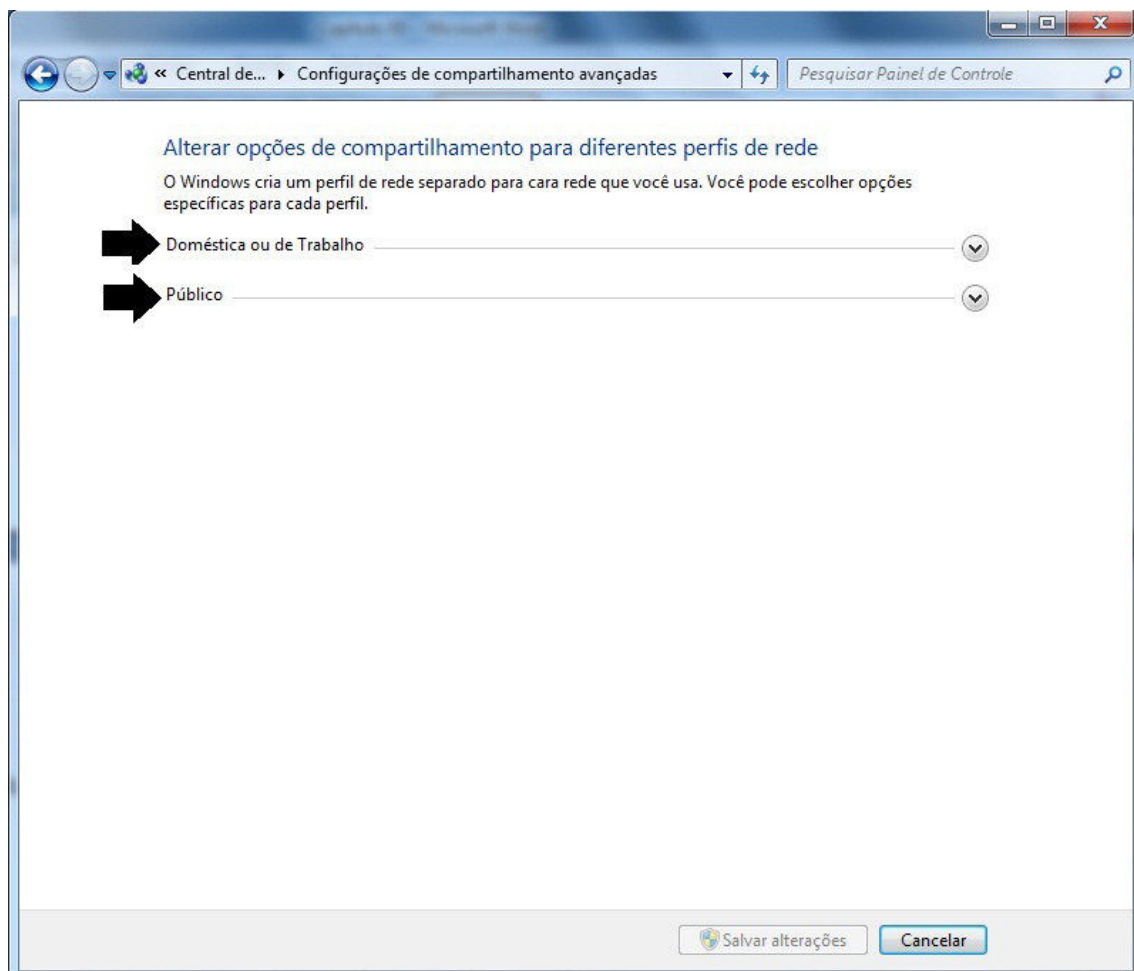 « Central de... ▸ Configurações de compartilhamento avançadas
Pesquisar Painel de Controle
Alterar opções de compartilhamento para diferentes perfis de rede
O Windows cria um perfil de rede separado para cara rede que você usa. Você pode escolher opções
específicas para cada perfil.
Doméstica ou de Trabalho
Público
Salvar alterações
Cancelar